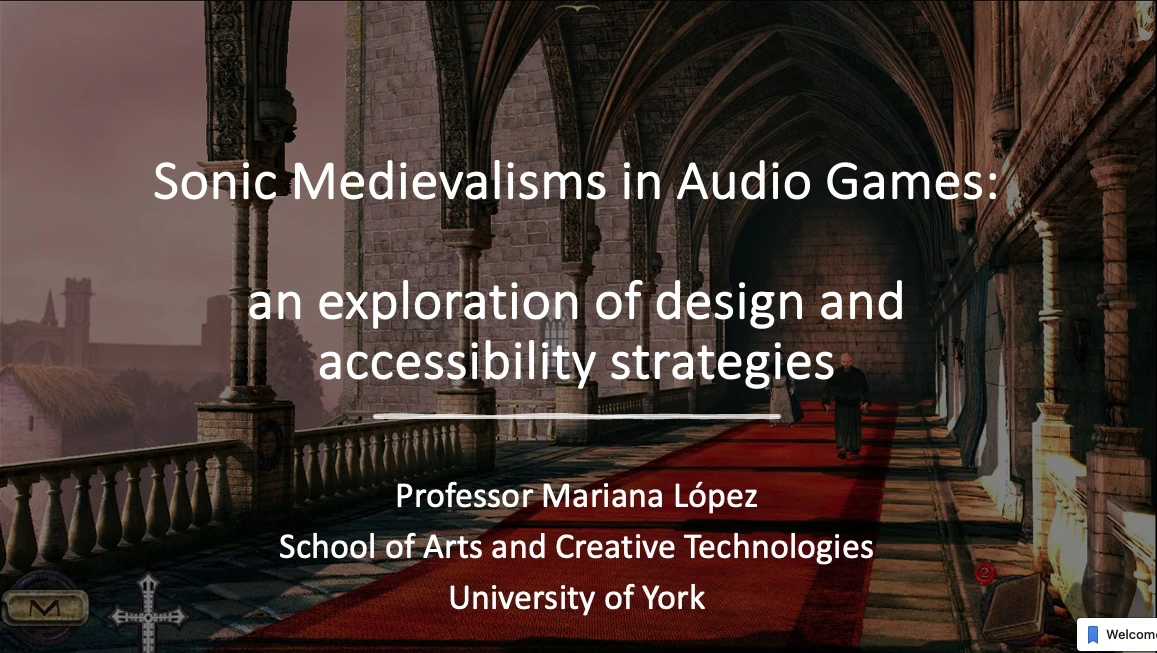 Sonic Medievalisms in Audio Games:
an exploration of design and
accessibility strategies
Professor Mariana López
School of Arts and Creative Technologies
University of York
M
2
Welcome